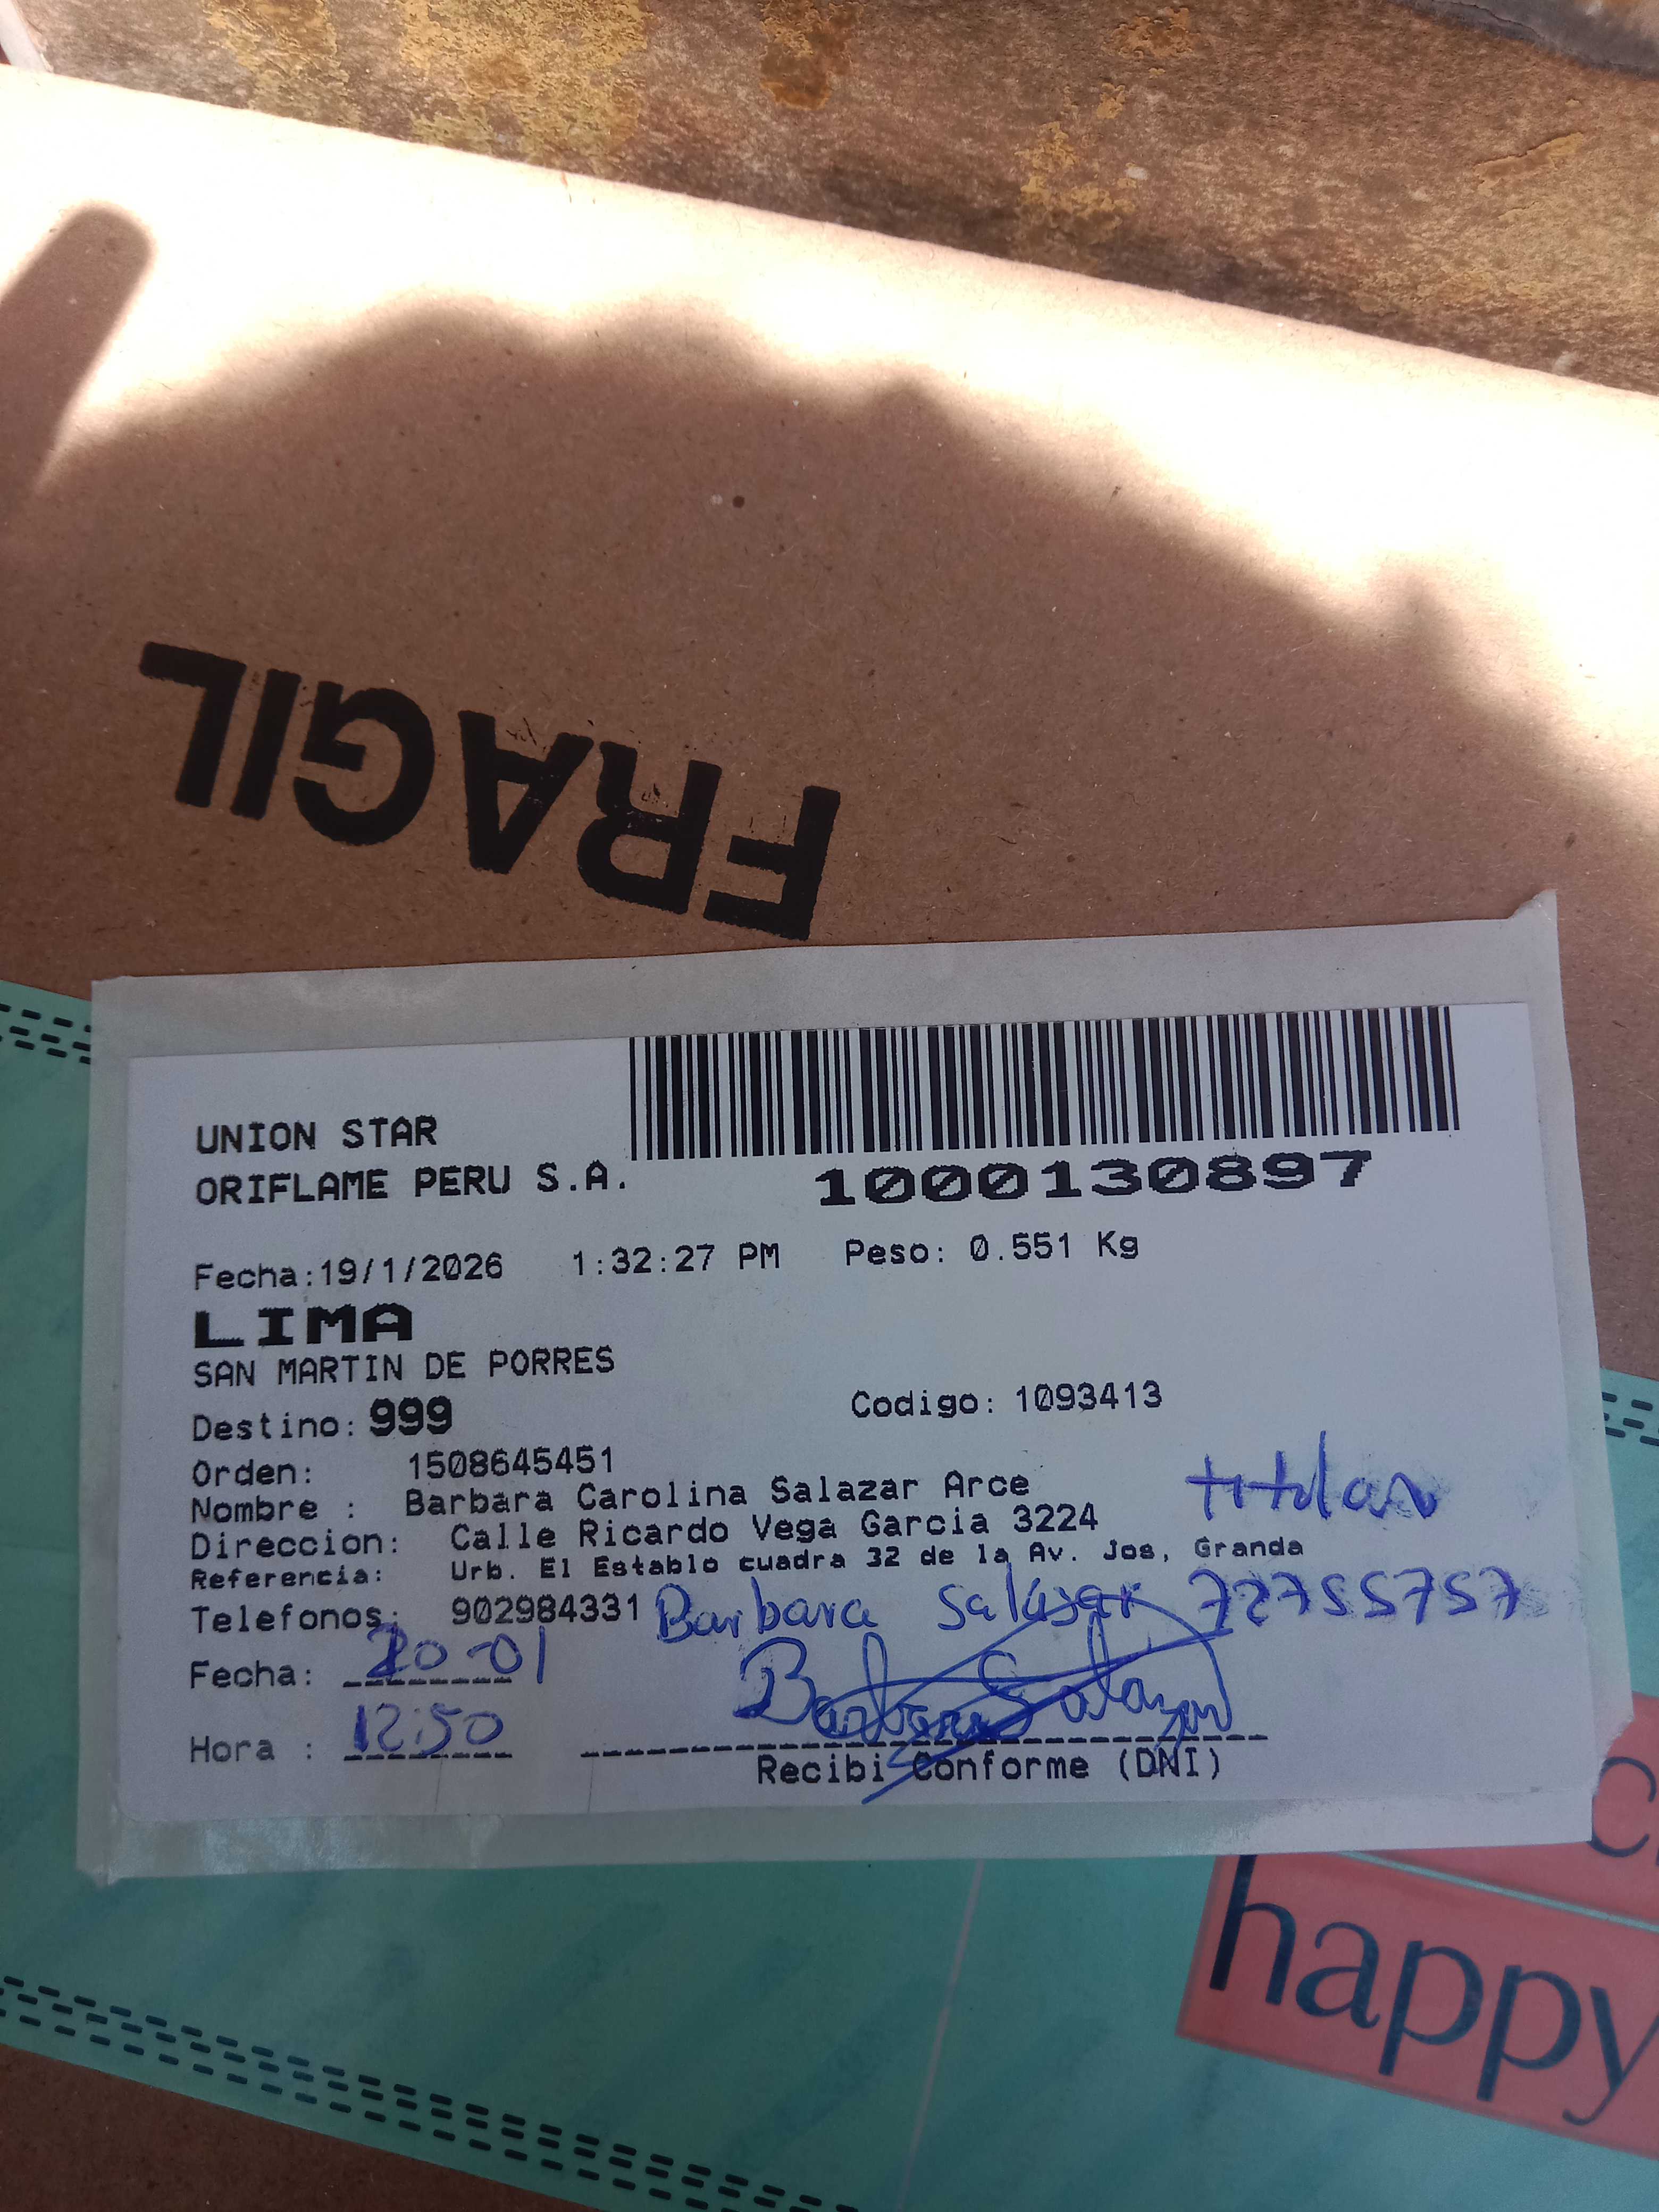 FRAGIL
UNION STAR
ORIFLAME PERU S.A.
1000130897
Fecha:19/1/2026 1:32:27 PM Peso: 0.551 Kg
LIMA
SAN MARTIN DE PORRES
Destino: 999 Codigo: 1093413
Orden: 1508645451
Nombre : Barbara Carolina Salazar Arce titular
Direccion: Calle Ricardo Vega Garcia 3224
Referencia: Urb. El Establo cuadra 32 de la Av. Jos, Granda
Telefonos: 902984331 Barbara Salazar 72755757
Fecha: 20-01 Barbara Salazar
Hora : 12:50
Recibi Conforme (DNI)
happy